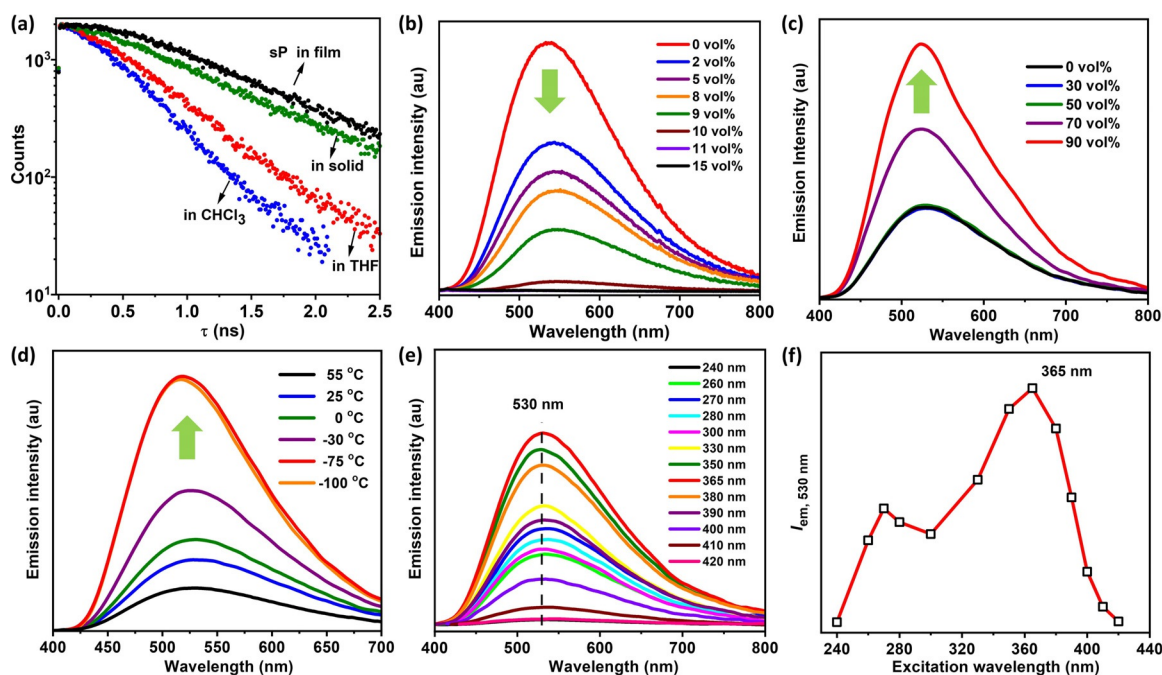 (a)
10³
10²
10¹
Counts
sP in film
in solid
in CHCl₃
in THF
0.0 0.5 1.0 1.5 2.0 2.5
τ (ns)
(b)
Emission intensity (au)
0 vol%
2 vol%
5 vol%
8 vol%
9 vol%
10 vol%
11 vol%
15 vol%
400 500 600 700 800
Wavelength (nm)
(c)
Emission intensity (au)
0 vol%
30 vol%
50 vol%
70 vol%
90 vol%
400 500 600 700 800
Wavelength (nm)
(d)
Emission intensity (au)
55 °C
25 °C
0 °C
-30 °C
-75 °C
-100 °C
400 450 500 550 600 650 700
Wavelength (nm)
(e)
Emission intensity (au)
530 nm
240 nm
260 nm
270 nm
280 nm
300 nm
330 nm
350 nm
365 nm
380 nm
390 nm
400 nm
410 nm
420 nm
400 500 600 700 800
Wavelength (nm)
(f)
365 nm
Iem, 530 nm
240 280 320 360 400 440
Excitation wavelength (nm)